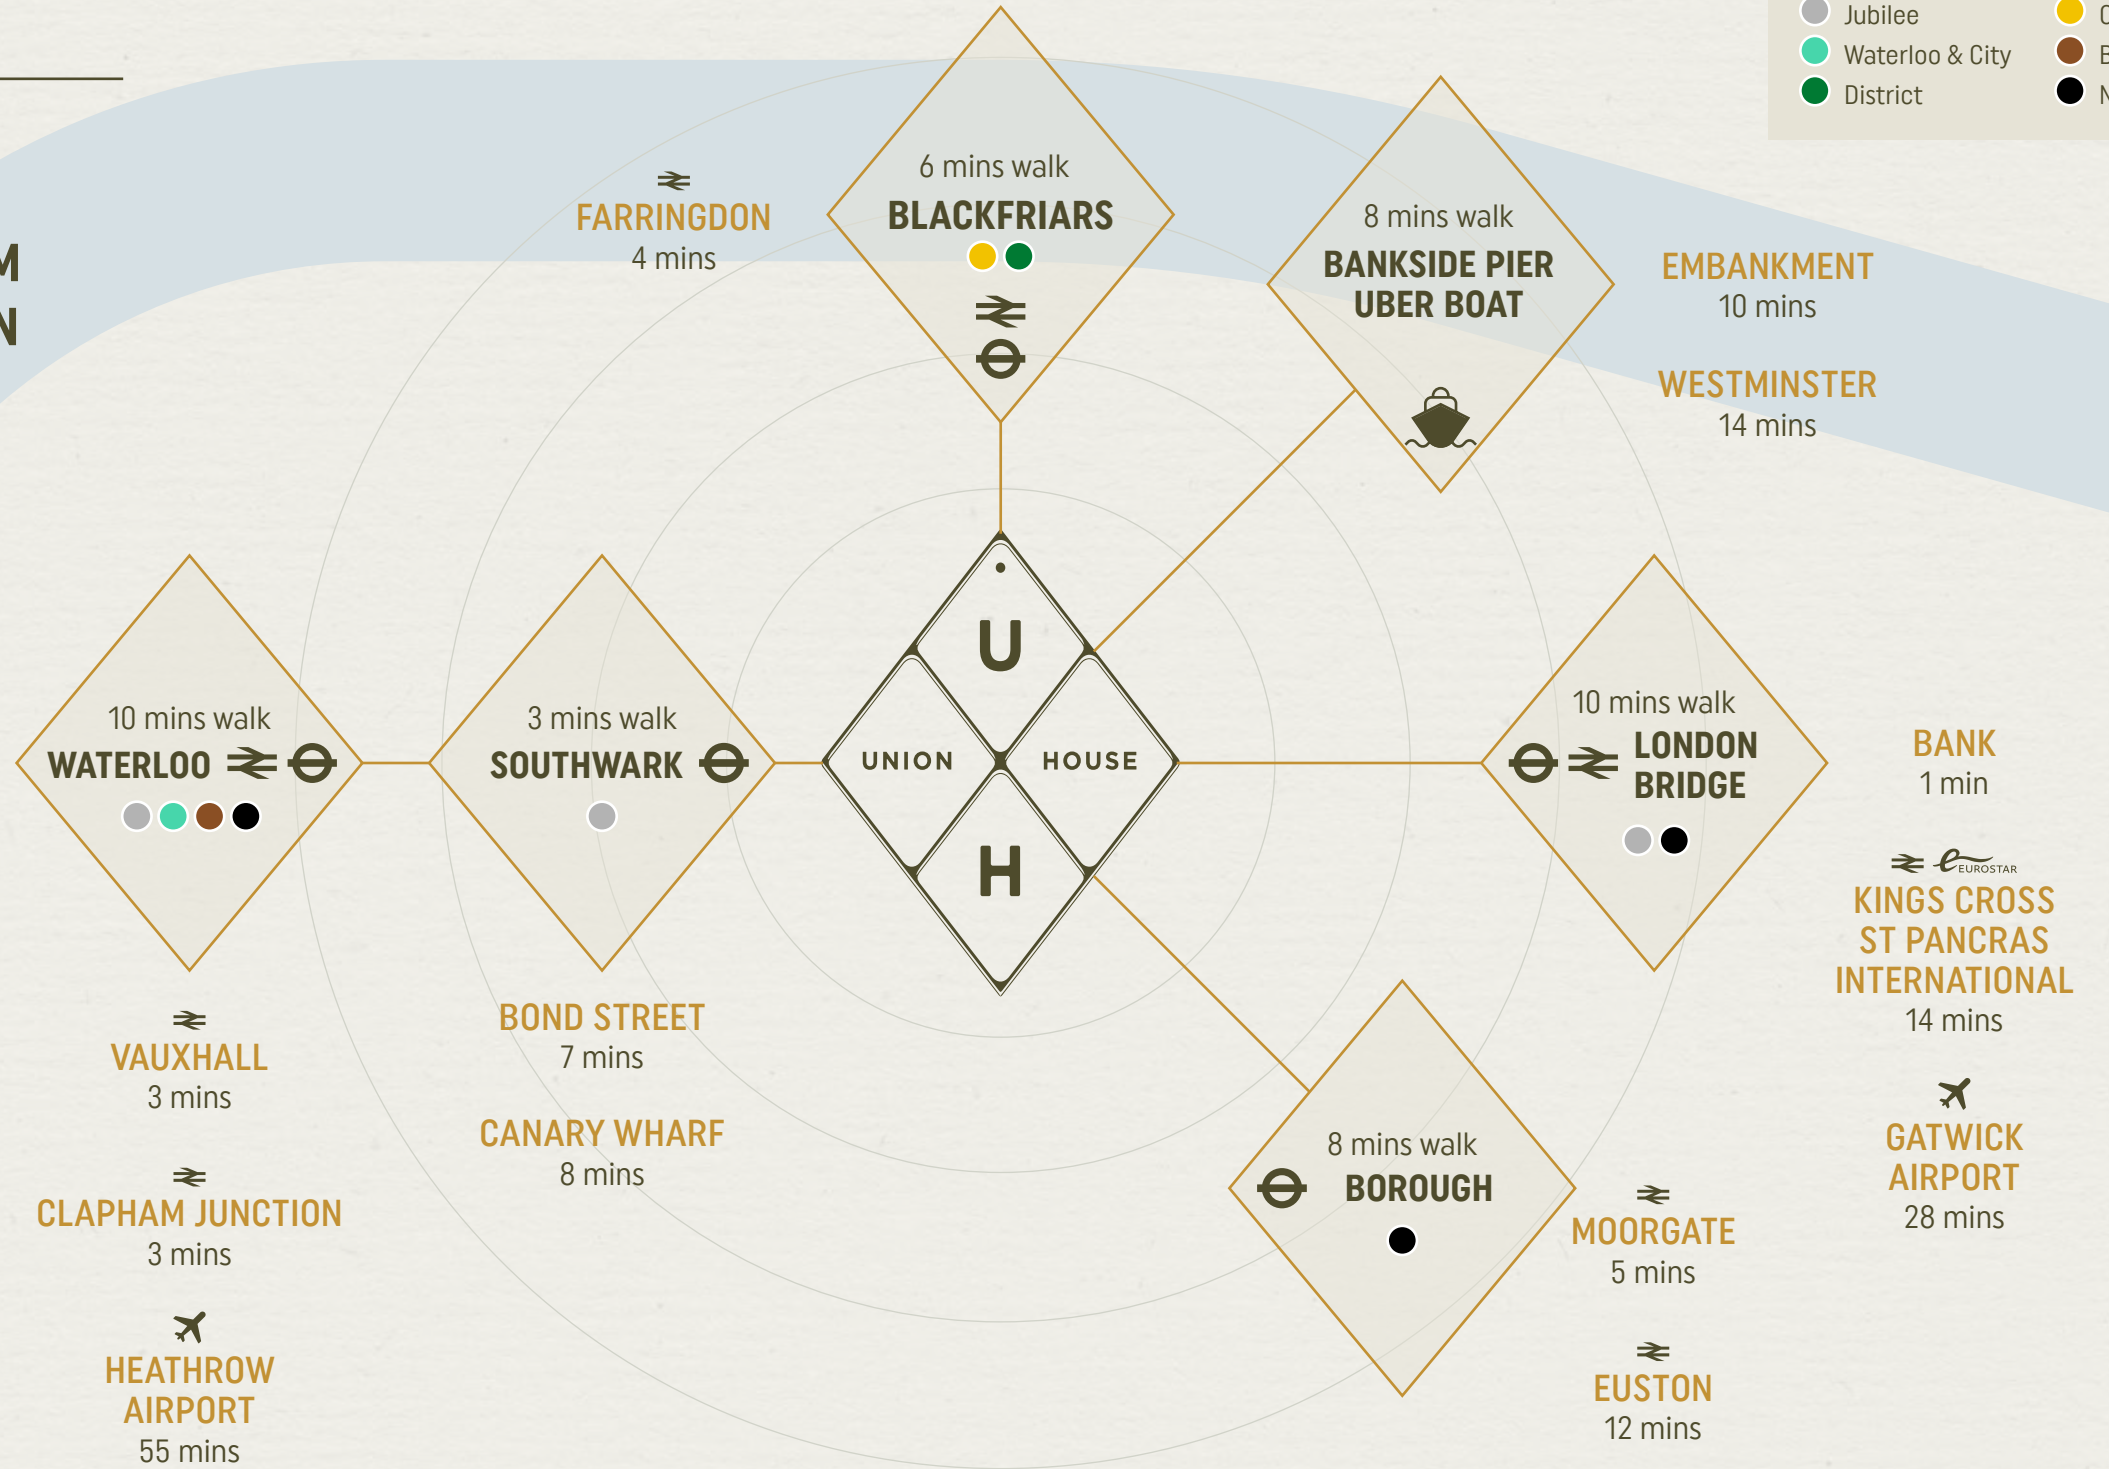 Jubilee
Waterloo & City
District
6 mins walk
BLACKFRIARS
FARRINGDON
4 mins
8 mins walk
BANKSIDE PIER
UBER BOAT
EMBANKMENT
10 mins
WESTMINSTER
14 mins
10 mins walk
WATERLOO
3 mins walk
SOUTHWARK
U
UNION
HOUSE
H
10 mins walk
LONDON
BRIDGE
BANK
1 min
EUROSTAR
KINGS CROSS
ST PANCRAS
INTERNATIONAL
14 mins
GATWICK
AIRPORT
28 mins
VAUXHALL
3 mins
CLAPHAM JUNCTION
3 mins
HEATHROW
AIRPORT
55 mins
BOND STREET
7 mins
CANARY WHARF
8 mins
8 mins walk
BOROUGH
MOORGATE
5 mins
EUSTON
12 mins